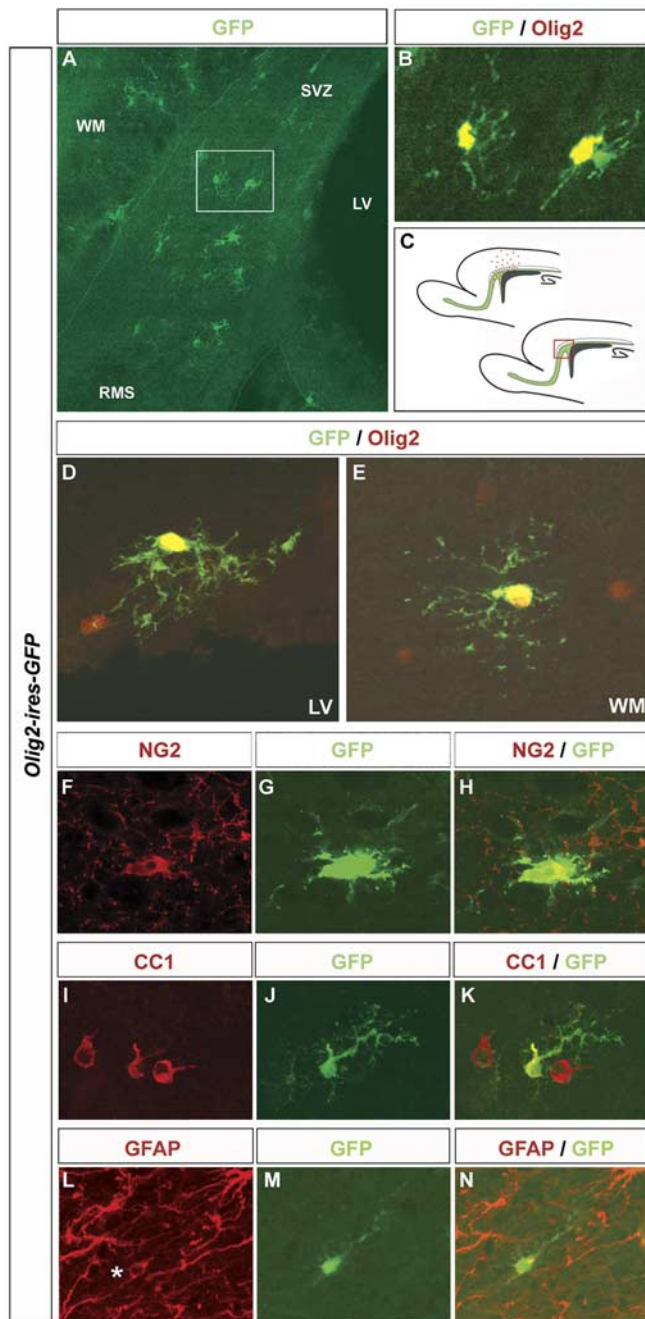 GFP
GFP / Olig2
A
SVZ
WM
LV
RMS
B
C
GFP / Olig2
D
LV
E
WM
Olig2-ires-GFP
NG2
GFP
NG2 / GFP
F
G
H
CC1
GFP
CC1 / GFP
I
J
K
GFAP
GFP
GFAP / GFP
L
*
M
N